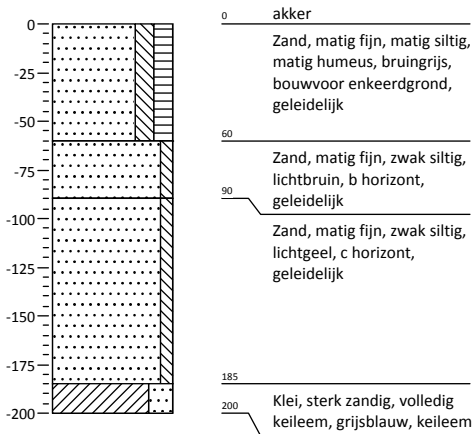 0
-25
-50
-75
-100
-125
-150
-175
-200
0 akker
Zand, matig fijn, matig siltig,
matig humeus, bruingrijs,
bouwvoor enkeerdgrond,
geleidelijk
60
Zand, matig fijn, zwak siltig,
lichtbruin, b horizont,
geleidelijk
90
Zand, matig fijn, zwak siltig,
lichtgeel, c horizont,
geleidelijk
185
Klei, sterk zandig, volledig
keileem, grijsblauw, keileem
200